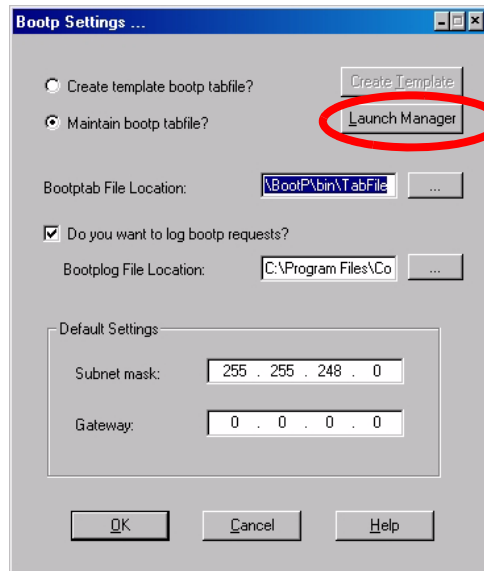 Bootp Settings ...
Create template bootp tabfile?
Create Template
Maintain bootp tabfile?
Launch Manager
Bootptab File Location:
\BootP\bin\TabFile
...
Do you want to log bootp requests?
Bootplog File Location:
C:\Program Files\Co
...
Default Settings
Subnet mask:
255 . 255 . 248 . 0
Gateway:
0 . 0 . 0 . 0
OK
Cancel
Help